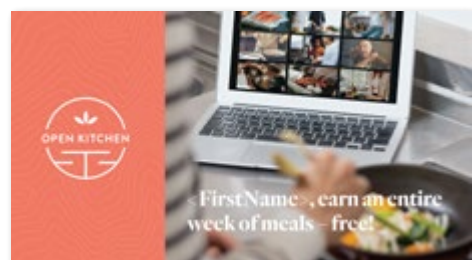 OPEN KITCHEN
<FirstName>, earn an entire
week of meals – free!